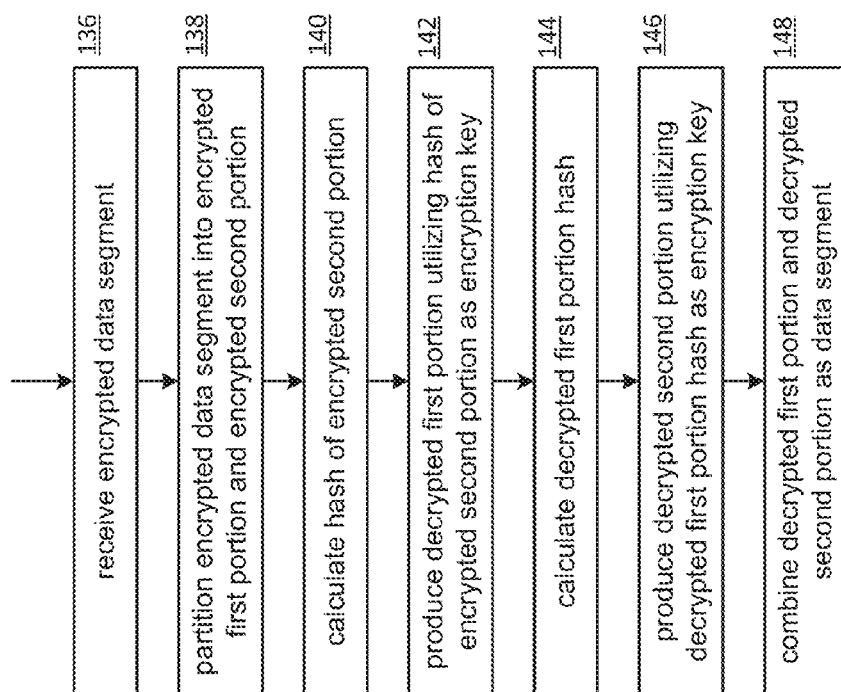 136
receive encrypted data segment
138
partition encrypted data segment into encrypted
first portion and encrypted second portion
140
calculate hash of encrypted second portion
142
produce decrypted first portion utilizing hash of
encrypted second portion as encryption key
144
calculate decrypted first portion hash
146
produce decrypted second portion utilizing
decrypted first portion hash as encryption key
148
combine decrypted first portion and decrypted
second portion as data segment